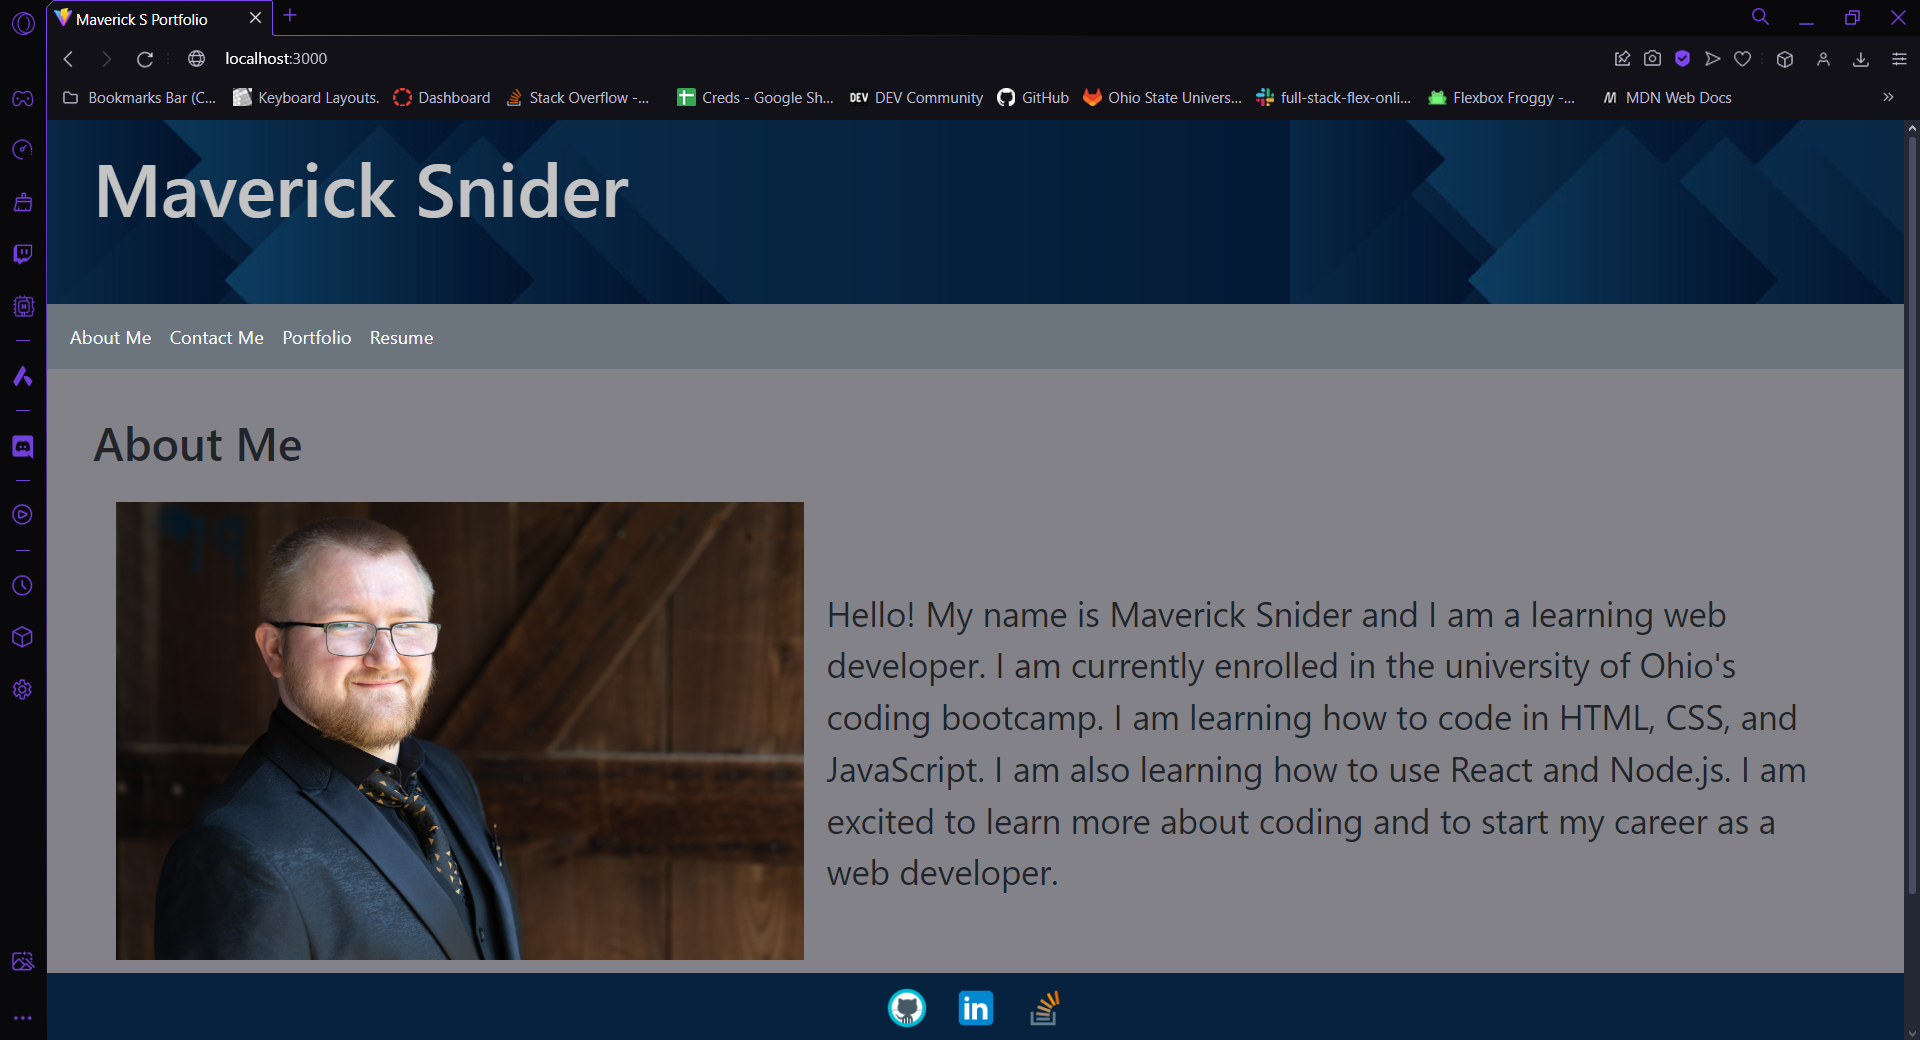 Maverick S Portfolio
localhost:3000
Bookmarks Bar (C... Keyboard Layouts. Dashboard Stack Overflow -... Creds - Google Sh... DEV DEV Community GitHub Ohio State Univers... full-stack-flex-onli... Flexbox Froggy -... M MDN Web Docs
Maverick Snider
About Me Contact Me Portfolio Resume
About Me
Hello! My name is Maverick Snider and I am a learning web
developer. I am currently enrolled in the university of Ohio's
coding bootcamp. I am learning how to code in HTML, CSS, and
JavaScript. I am also learning how to use React and Node.js. I am
excited to learn more about coding and to start my career as a
web developer.
in